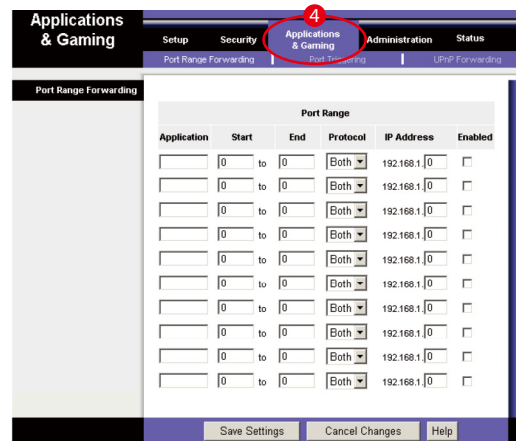 Applications
& Gaming
4
Setup Security Applications & Gaming Administration Status
Port Range Forwarding Port Triggering UPnP Forwarding
Port Range Forwarding
Port Range
Application Start End Protocol IP Address Enabled
0 to 0 Both 192.168.1. 0
0 to 0 Both 192.168.1. 0
0 to 0 Both 192.168.1. 0
0 to 0 Both 192.168.1. 0
0 to 0 Both 192.168.1. 0
0 to 0 Both 192.168.1. 0
0 to 0 Both 192.168.1. 0
0 to 0 Both 192.168.1. 0
0 to 0 Both 192.168.1. 0
0 to 0 Both 192.168.1. 0
Save Settings Cancel Changes Help